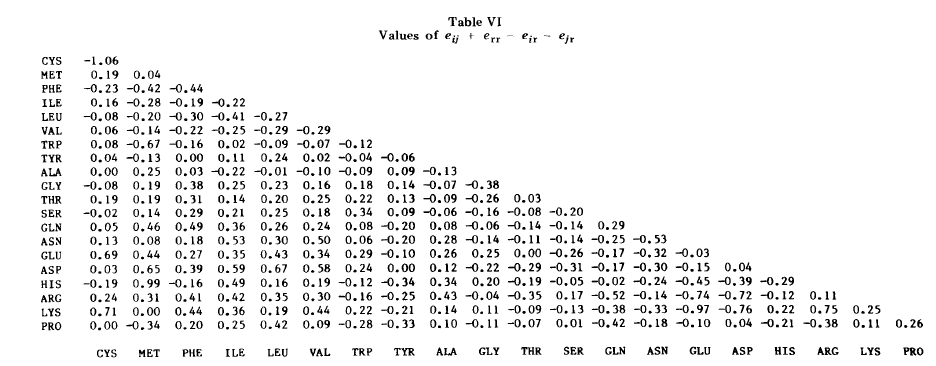 Table VI
Values of e_ij + e_rr − e_ir − e_jr
CYS -1.06
MET 0.19 0.04
PHE -0.23 -0.42 -0.44
ILE 0.16 -0.28 -0.19 -0.22
LEU -0.08 -0.20 -0.30 -0.41 -0.27
VAL 0.06 -0.14 -0.22 -0.25 -0.29 -0.29
TRP 0.08 -0.67 -0.16 0.02 -0.09 -0.07 -0.12
TYR 0.04 -0.13 0.00 0.11 0.24 0.02 -0.04 -0.06
ALA 0.00 0.25 0.03 -0.22 -0.01 -0.10 -0.09 0.09 -0.13
GLY -0.08 0.19 0.38 0.25 0.23 0.16 0.18 0.14 -0.07 -0.38
THR 0.19 0.19 0.31 0.14 0.20 0.25 0.22 0.13 -0.09 -0.26 0.03
SER -0.02 0.14 0.29 0.21 0.25 0.18 0.34 0.09 -0.06 -0.16 -0.08 -0.20
GLN 0.05 0.46 0.49 0.36 0.26 0.24 0.08 -0.20 0.08 -0.06 -0.14 -0.14 0.29
ASN 0.13 0.08 0.18 0.53 0.30 0.50 0.06 -0.20 0.28 -0.14 -0.11 -0.14 -0.25 -0.53
GLU 0.69 0.44 0.27 0.35 0.43 0.34 0.29 -0.10 0.26 0.25 0.00 -0.26 -0.17 -0.32 -0.03
ASP 0.03 0.65 0.39 0.59 0.67 0.58 0.24 0.00 0.12 -0.22 -0.29 -0.31 -0.17 -0.30 -0.15 0.04
HIS -0.19 0.99 -0.16 0.49 0.16 0.19 -0.12 -0.34 0.34 0.20 -0.19 -0.05 -0.02 -0.24 -0.45 -0.39 -0.29
ARG 0.24 0.31 0.41 0.42 0.35 0.30 -0.16 -0.25 0.43 -0.04 -0.35 0.17 -0.52 -0.14 -0.74 -0.72 -0.12 0.11
LYS 0.71 0.00 0.44 0.36 0.19 0.44 0.22 -0.21 0.14 0.11 -0.09 -0.13 -0.38 -0.33 -0.97 -0.76 0.22 0.75 0.25
PRO 0.00 -0.34 0.20 0.25 0.42 0.09 -0.28 -0.33 0.10 -0.11 -0.07 0.01 -0.42 -0.18 -0.10 0.04 -0.21 -0.38 0.11 0.26
CYS MET PHE ILE LEU VAL TRP TYR ALA GLY THR SER GLN ASN GLU ASP HIS ARG LYS PRO